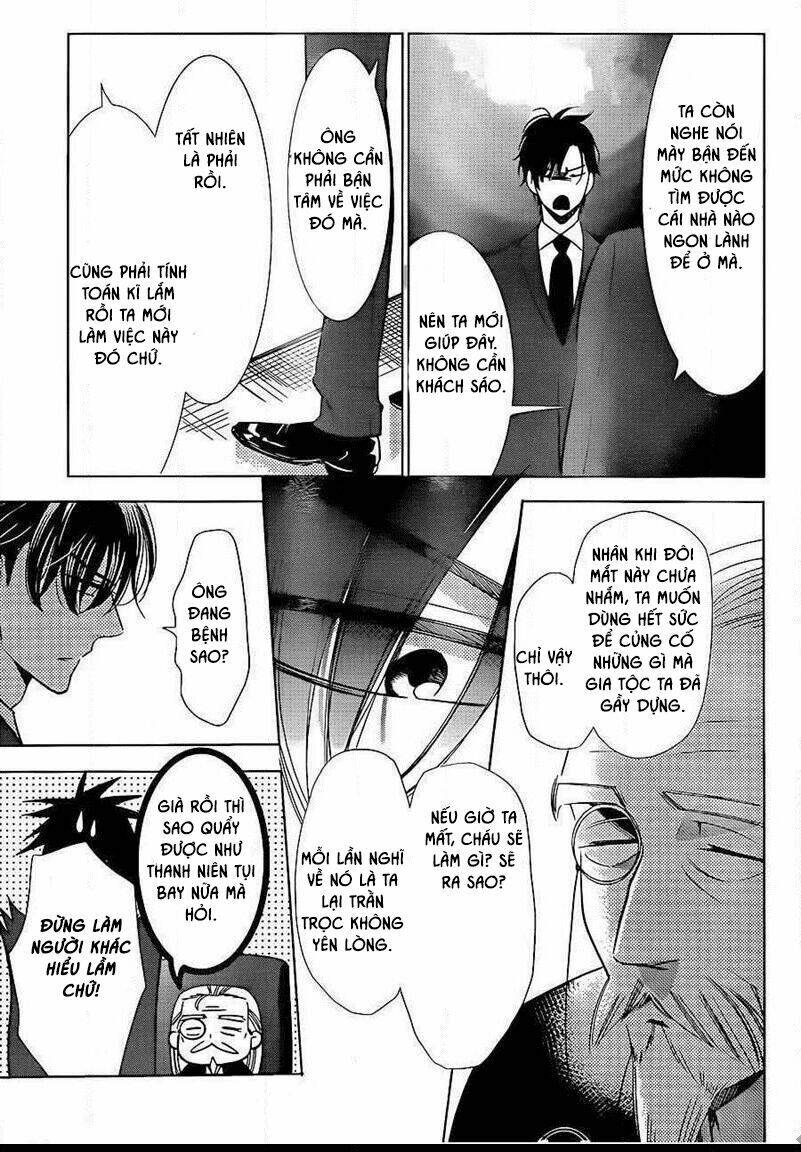 TA CÒN
NGHE NÓI
MÀY BẬN ĐẾN
MỨC KHÔNG
TÌM ĐƯỢC
CÁI NHÀ NÀO
NGON LÀNH
ĐỂ Ở MÀ.
NÊN TA MỚI
GIÚP ĐÂY.
KHÔNG CẦN
KHÁCH SÁO.
ÔNG
KHÔNG CẦN
PHẢI BẬN
TÂM VỀ VIỆC
ĐÓ MÀ.
TẤT NHIÊN
LÀ PHẢI
RỒI.
CŨNG PHẢI TÍNH
TOÁN KĨ LẮM
RỒI TA MỚI
LÀM VIỆC NÀY
ĐÓ CHỨ.
NHÂN KHI ĐÔI
MẮT NÀY CHƯA
NHẮM, TA MUỐN
DÙNG HẾT SỨC
ĐỂ CỦNG CỐ
NHỮNG GÌ MÀ
GIA TỘC TA ĐÃ
GẦY DỰNG.
CHỈ VẬY
THÔI.
NẾU GIỜ TA
MẤT, CHÁU SẼ
LÀM GÌ? SẼ
RA SAO?
MỖI LẦN NGHĨ
VỀ NÓ LÀ TA
LẠI TRẰN
TRỌC KHÔNG
YÊN LÒNG.
ÔNG
ĐANG
BỆNH
SAO?
GIÀ RỒI THÌ
SAO QUẨY
ĐƯỢC NHƯ
THANH NIÊN TỤI
BAY NỮA MÀ
HỎI.
ĐỪNG LÀM
NGƯỜI KHÁC
HIỂU LẦM
CHỨ!